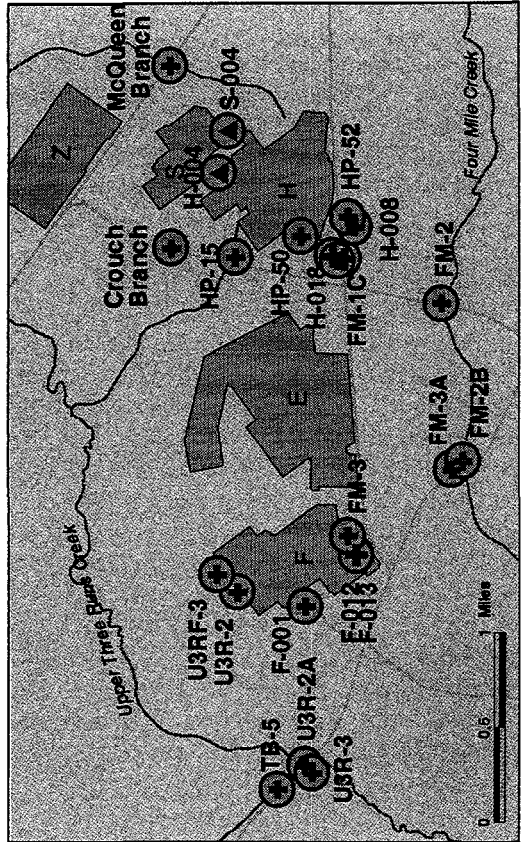 Z
McQueen
Branch
S-004
S
H-004
Crouch
Branch
HP-15
H
HP-50
HP-52
H-008
FM-1C
Four Mile Creek
FM-2
E
FM-3A
FM-2B
Upper Three Runs Creek
U3RF-3
U3R-2
F-001
F
FM-3
F-012
F-013
TB-5
U3R-2A
U3R-3
0
0.5
1 Miles